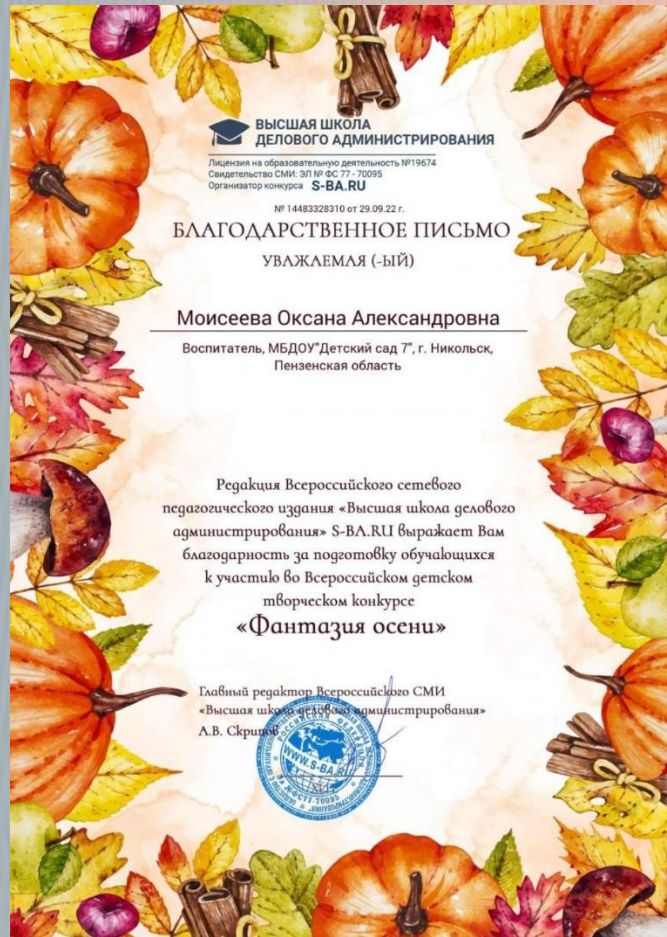 ВЫСШАЯ ШКОЛА
ДЕЛОВОГО АДМИНИСТРИРОВАНИЯ
Лицензия на образовательную деятельность №19674
Свидетельство СМИ: ЭЛ № ФС 77 - 70095
Организатор конкурса S-BA.RU
№ 14483328310 от 29.09.22 г.
БЛАГОДАРСТВЕННОЕ ПИСЬМО
УВАЖАЕМАЯ (-ЫЙ)
Моисеева Оксана Александровна
Воспитатель, МБДОУ"Детский сад 7", г. Никольск,
Пензенская область
Редакция Всероссийского сетевого
педагогического издания «Высшая школа делового
администрирования» S-BA.RU выражает Вам
благодарность за подготовку обучающихся
к участию во Всероссийском детском
творческом конкурсе
«Фантазия осени»
Главный редактор Всероссийского СМИ
«Высшая школа делового администрирования»
А.В. Скрипов
РОССИЙСКАЯ ФЕДЕРАЦИЯ
WWW.S-BA.RU
№ФС77-70095